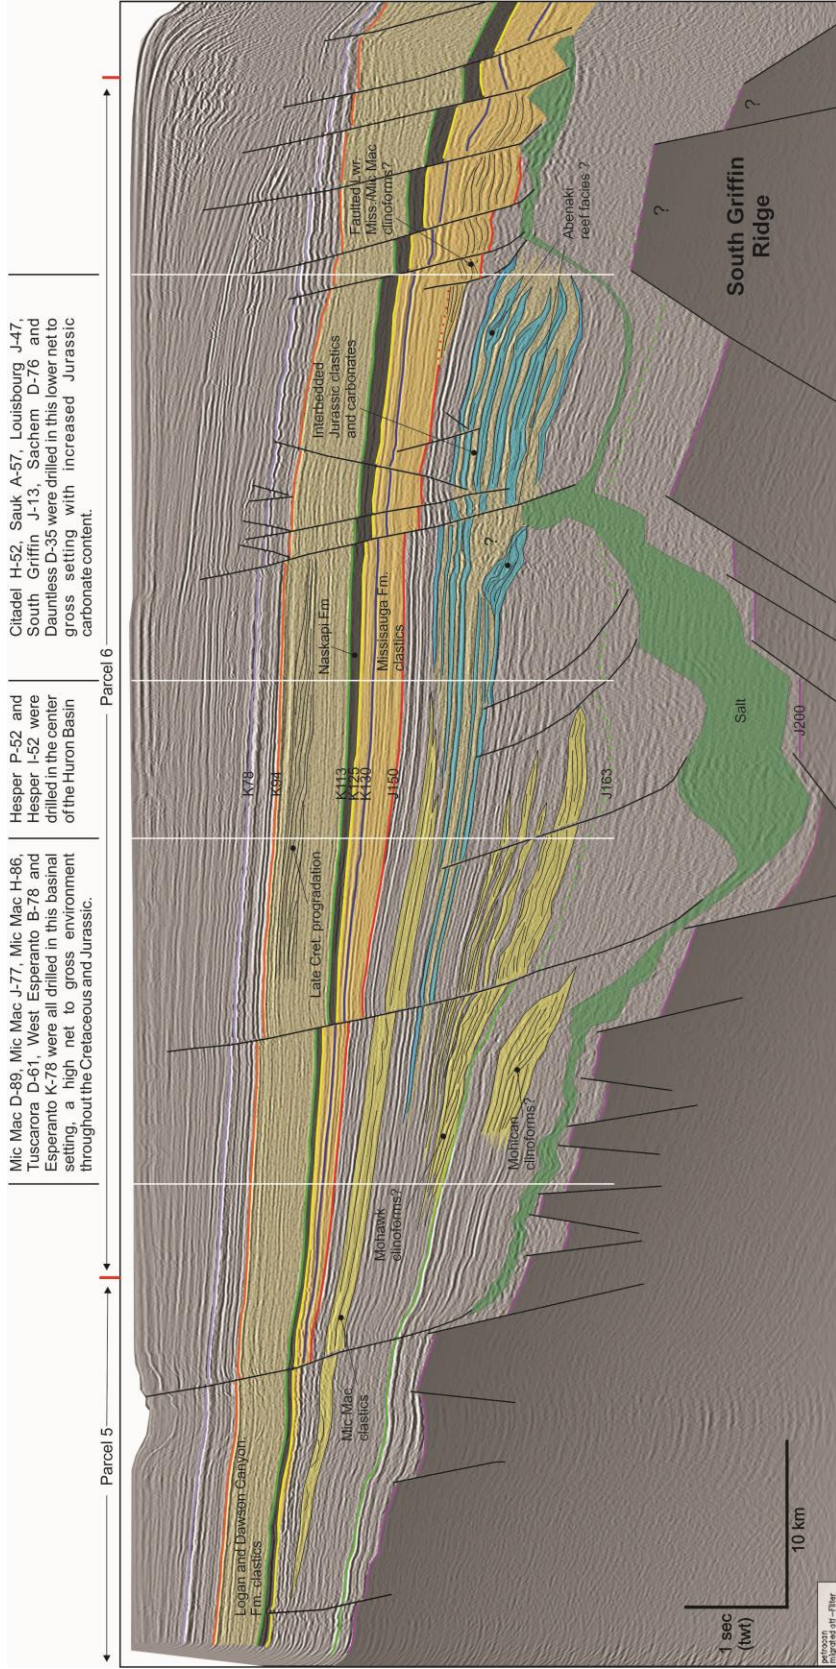 Mic Mac D-89, Mic Mac J-77, Mic Mac H-86,
Tuscarora D-61, West Esperanto B-78 and
Esperanto K-78 were all drilled in this basinal
setting, a high net to gross environment
throughout the Cretaceous and Jurassic.
Hesper P-52 and
Hesper I-52 were
drilled in the center
of the Huron Basin
Citadel H-52, Sauk A-57, Louisbourg J-47,
South Griffin J-13, Sachem D-76 and
Dauntless D-35 were drilled in this lower net to
gross setting with increased Jurassic
carbonate content.
Parcel 5
Parcel 6
K78
K94
Logan and Dawson Canyon.
Fm. clastics
Late Cret. progradation
Naskapi Fm
K113
K125
K130
J150
Missisauga Fm.
clastics
Interbedded
Jurassic clastics
and carbonates
Faulted Lwr.
Miss./Mic Mac
clinoforms?
Mic Mac
clastics
Mohawk
clinoforms?
Mohican
clinoforms?
?
Abenaki
reef facies ?
J163
Salt
J200
?
?
South Griffin
Ridge
1 sec
(twt)
10 km
petrocan
migrated off -Filter